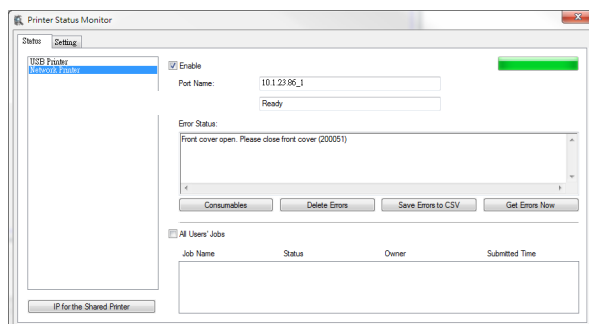 Printer Status Monitor
Status Setting
USB Printer
Network Printer
Enable
Port Name: 10.1.23.86_1
Ready
Error Status:
Front cover open. Please close front cover (200051)
Consumables Delete Errors Save Errors to CSV Get Errors Now
All Users' Jobs
Job Name Status Owner Submitted Time
IP for the Shared Printer